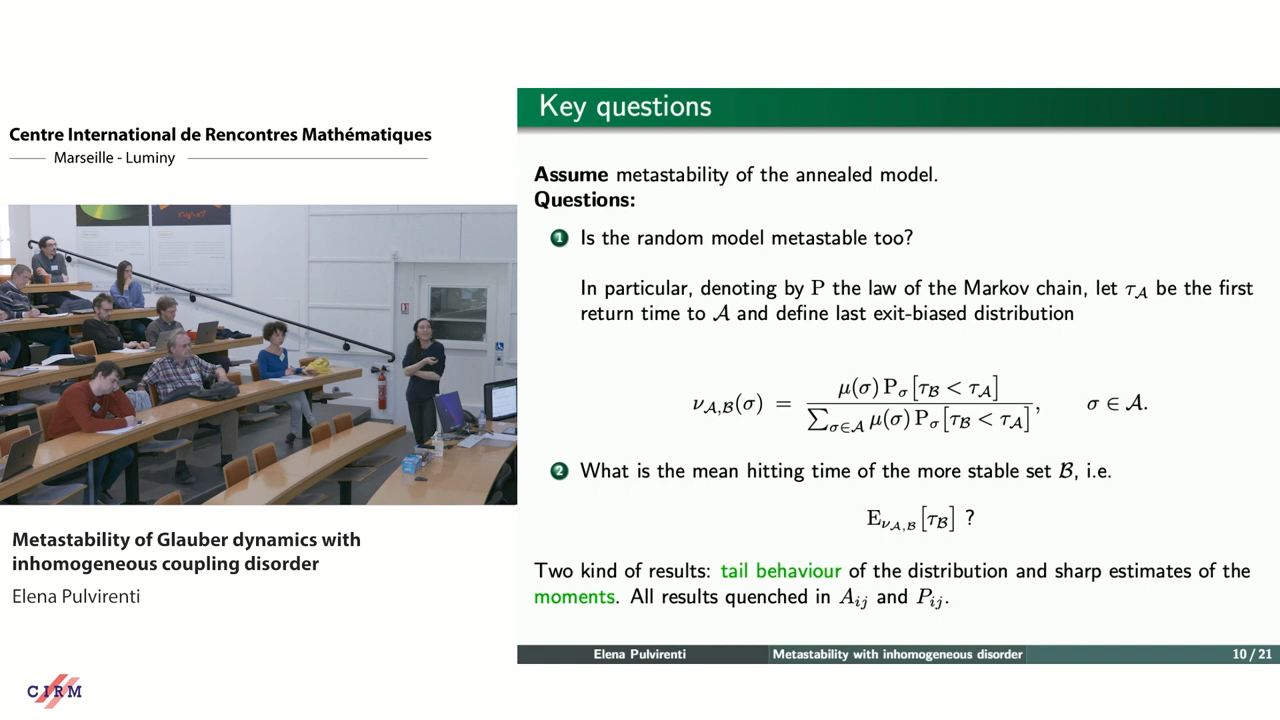 Centre International de Rencontres Mathématiques
Marseille - Luminy
Metastability of Glauber dynamics with
inhomogeneous coupling disorder
Elena Pulvirenti
CIRM
Key questions
Assume metastability of the annealed model.
Questions:
1 Is the random model metastable too?
In particular, denoting by P the law of the Markov chain, let τ_𝒜 be the first
return time to 𝒜 and define last exit-biased distribution
ν_{𝒜,ℬ}(σ) = μ(σ) P_σ[τ_ℬ < τ_𝒜] / ∑_{σ∈𝒜} μ(σ) P_σ[τ_ℬ < τ_𝒜], σ ∈ 𝒜.
2 What is the mean hitting time of the more stable set ℬ, i.e.
E_{ν_{𝒜,ℬ}}[τ_ℬ] ?
Two kind of results: tail behaviour of the distribution and sharp estimates of the
moments. All results quenched in A_{ij} and P_{ij}.
Elena Pulvirenti Metastability with inhomogeneous disorder 10 / 21